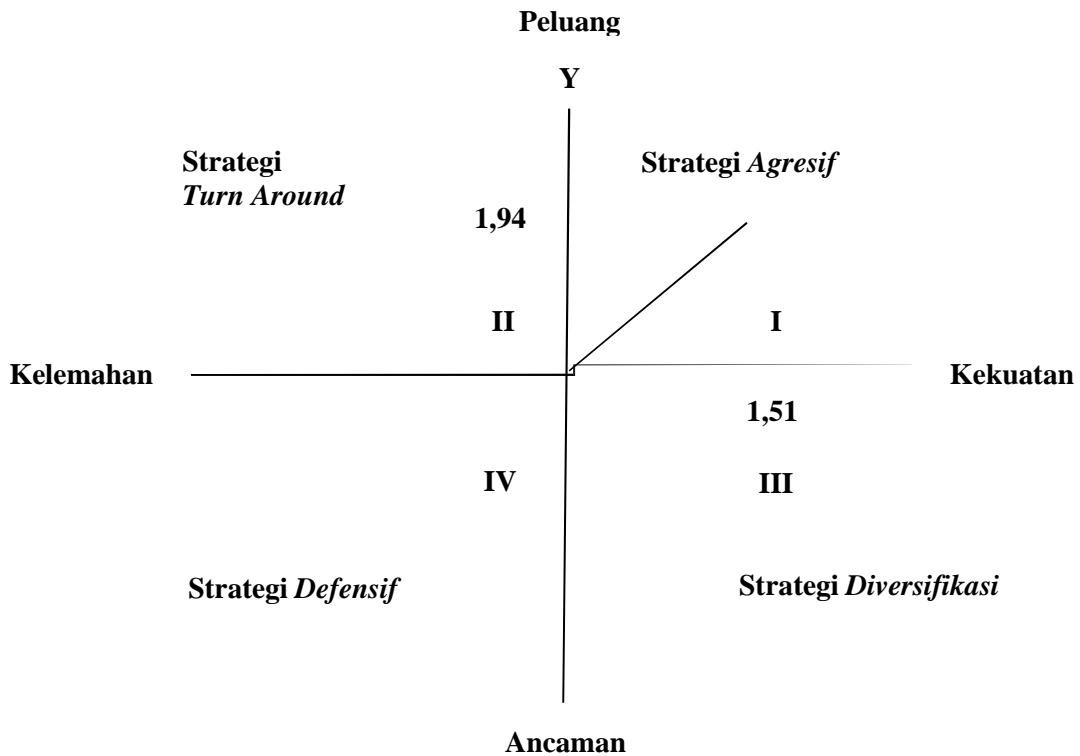 Peluang
Y
Strategi
Turn Around
Strategi Agresif
1,94
II
I
Kelemahan
Kekuatan
1,51
IV
III
Strategi Defensif
Strategi Diversifikasi
Ancaman